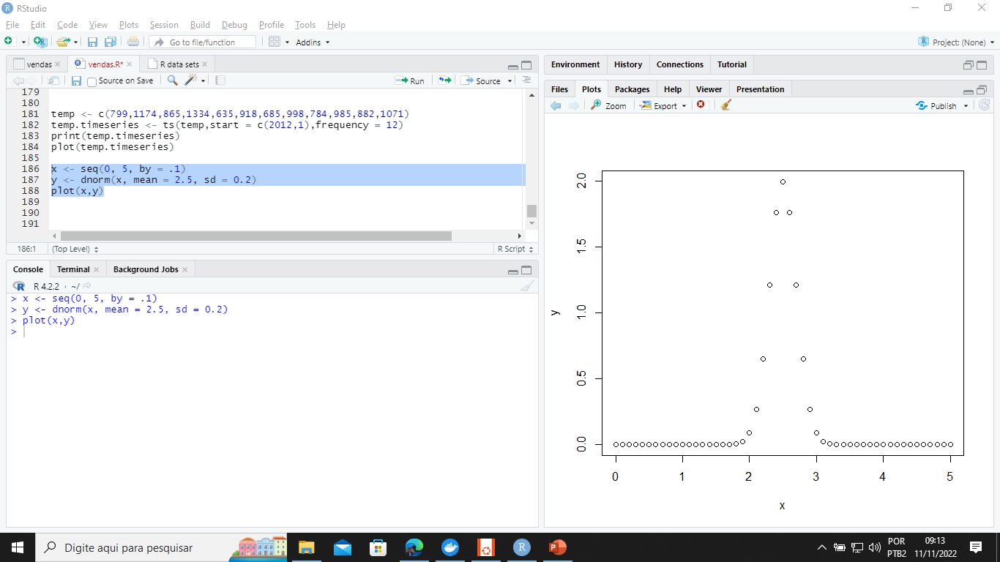 RStudio
File Edit Code View Plots Session Build Debug Profile Tools Help
Go to file/function Addins Project: (None)
vendas vendas.R* R data sets
Source on Save Run Source
179
180
181 temp <- c(799,1174,865,1334,635,918,685,998,784,985,882,1071)
182 temp.timeseries <- ts(temp,start = c(2012,1),frequency = 12)
183 print(temp.timeseries)
184 plot(temp.timeseries)
185
186 x <- seq(0, 5, by = .1)
187 y <- dnorm(x, mean = 2.5, sd = 0.2)
188 plot(x,y)
189
190
191
186:1 (Top Level) R Script
Console Terminal Background Jobs
R 4.2.2 · ~/
> x <- seq(0, 5, by = .1)
> y <- dnorm(x, mean = 2.5, sd = 0.2)
> plot(x,y)
>
Environment History Connections Tutorial
Files Plots Packages Help Viewer Presentation
Zoom Export Publish
2.0
1.5
1.0
0.5
0.0
y
0 1 2 3 4 5
x
Digite aqui para pesquisar
POR
PTB2
09:13
11/11/2022